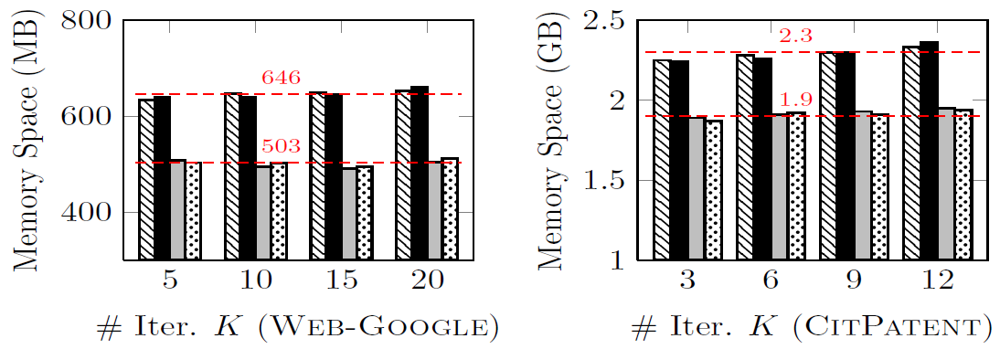 Memory Space (MB)
800
600
400
646
503
5 10 15 20
# Iter. K (WEB-GOOGLE)
Memory Space (GB)
2.5
2
1.5
1
2.3
1.9
3 6 9 12
# Iter. K (CITPATENT)